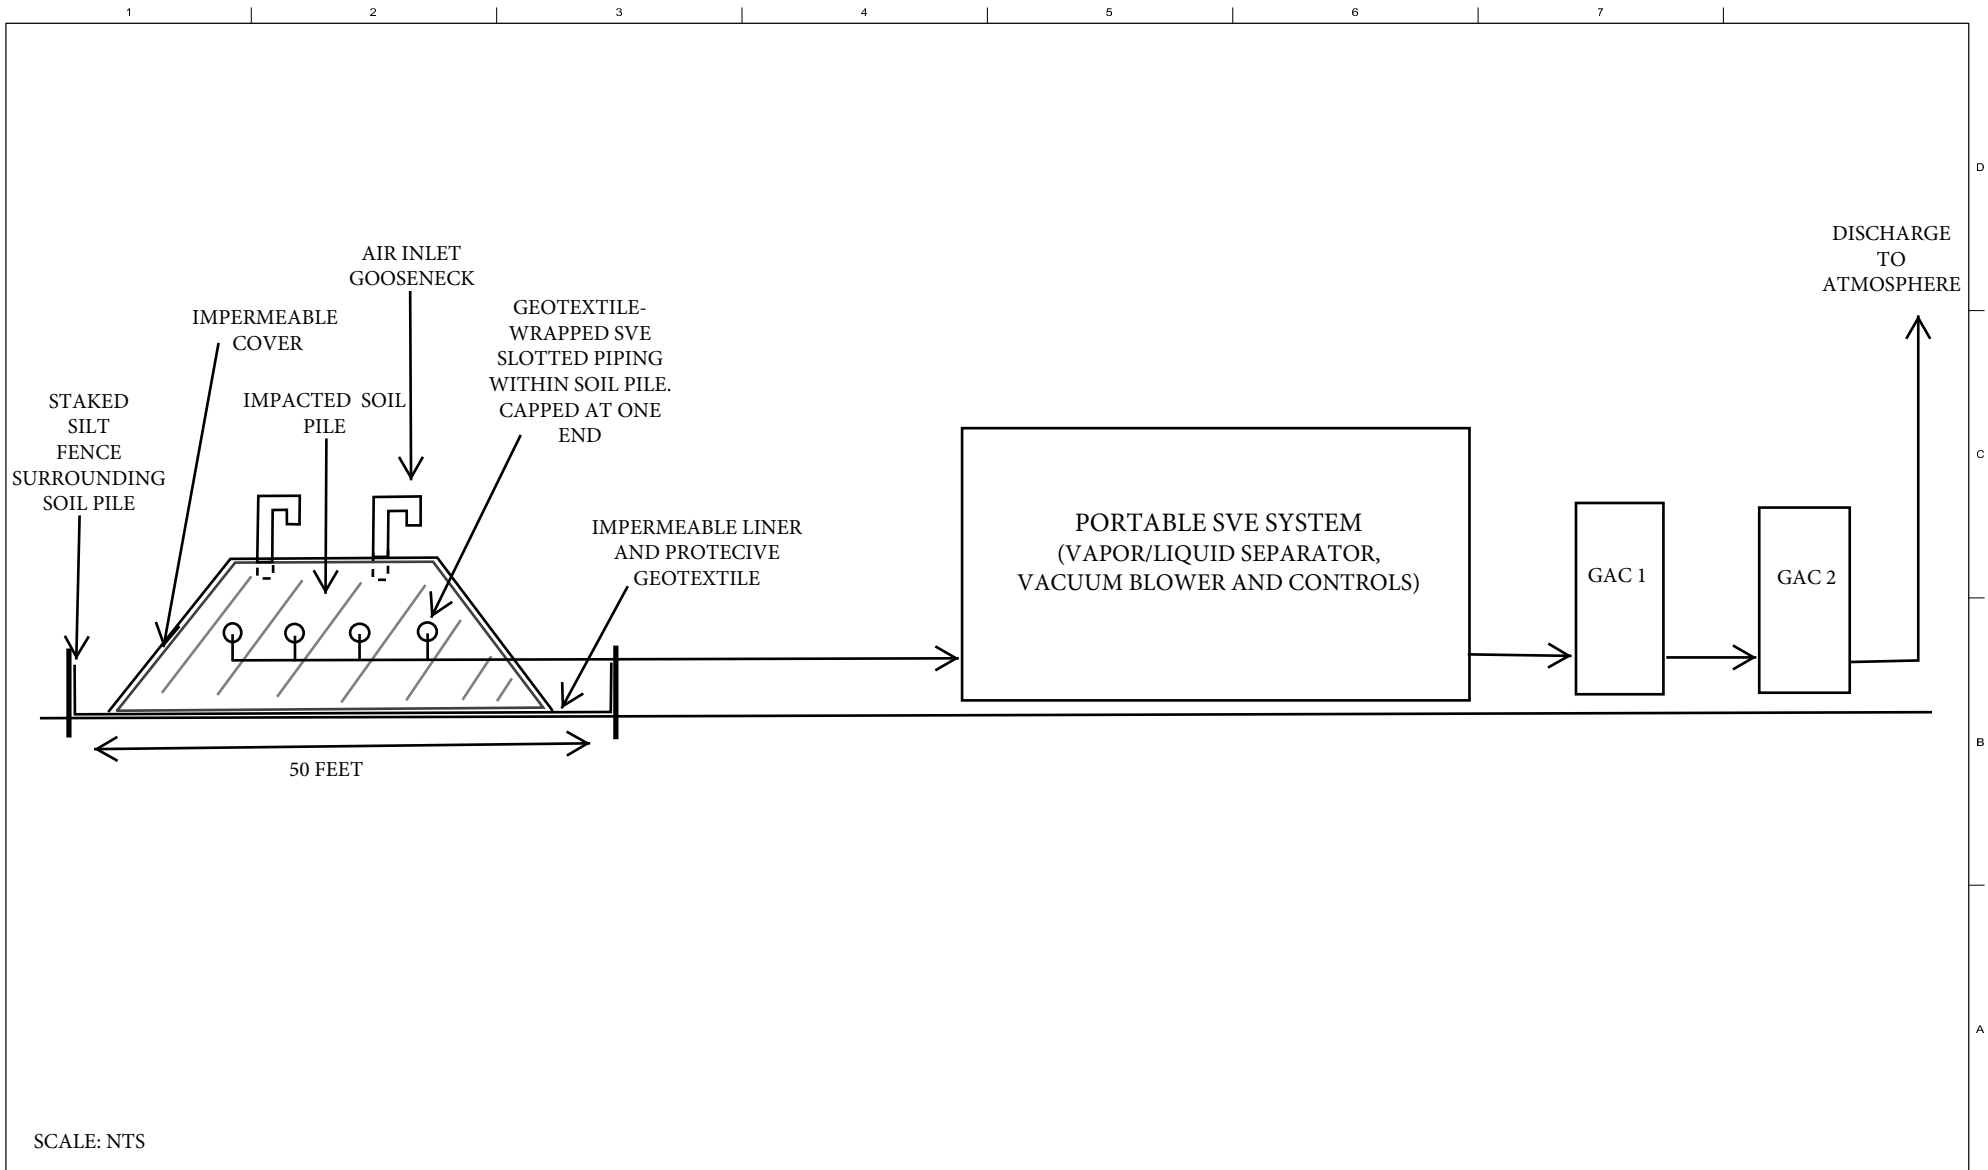 1
2
3
4
5
6
7
D
C
B
A
AIR INLET
GOOSENECK
IMPERMEABLE
COVER
STAKED
SILT
FENCE
SURROUNDING
SOIL PILE
IMPACTED SOIL
PILE
GEOTEXTILE-
WRAPPED SVE
SLOTTED PIPING
WITHIN SOIL PILE.
CAPPED AT ONE
END
IMPERMEABLE LINER
AND PROTECIVE
GEOTEXTILE
50 FEET
PORTABLE SVE SYSTEM
(VAPOR/LIQUID SEPARATOR,
VACUUM BLOWER AND CONTROLS)
GAC 1
GAC 2
DISCHARGE
TO
ATMOSPHERE
SCALE: NTS